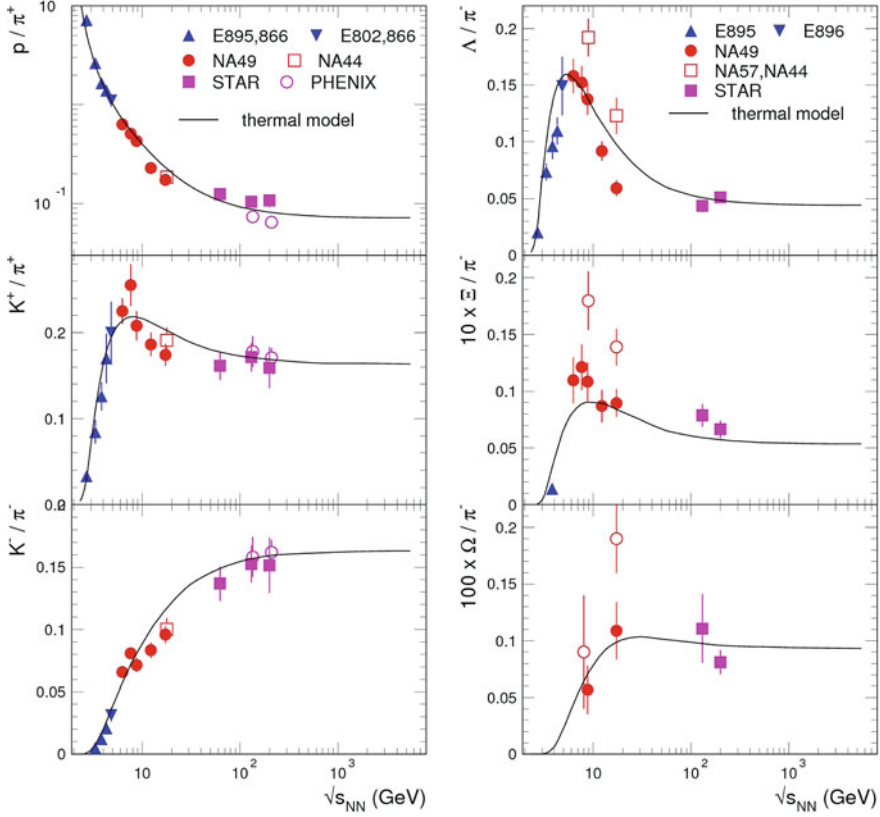 p / π⁺
E895,866 E802,866
NA49 NA44
STAR PHENIX
thermal model
1
10⁻¹
K⁺ / π⁺
0.2
0.1
0
K⁻ / π⁻
0.15
0.1
0.05
0
10 10² 10³
√sNN (GeV)
Λ / π⁻
E895 E896
NA49
NA57,NA44
STAR
thermal model
0.2
0.15
0.1
0.05
0
10 x Ξ / π⁻
0.2
0.15
0.1
0.05
0
100 x Ω / π⁻
0.2
0.15
0.1
0.05
0
10 10² 10³
√sNN (GeV)